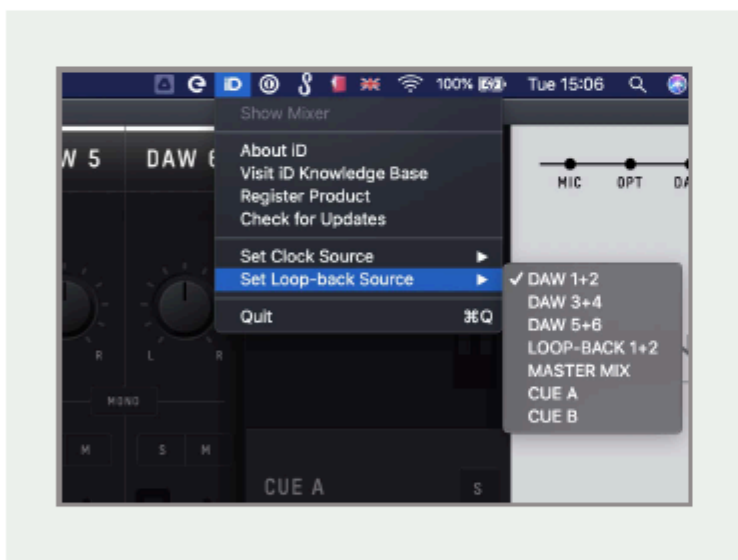 iD 100% Tue 15:06
Show Mixer
About iD
Visit iD Knowledge Base
Register Product
Check for Updates
Set Clock Source
Set Loop-back Source
Quit ⌘Q
DAW 1+2
DAW 3+4
DAW 5+6
LOOP-BACK 1+2
MASTER MIX
CUE A
CUE B
W 5 DAW 6
MIC OPT DA
R L R
MONO
M S M
CUE A S